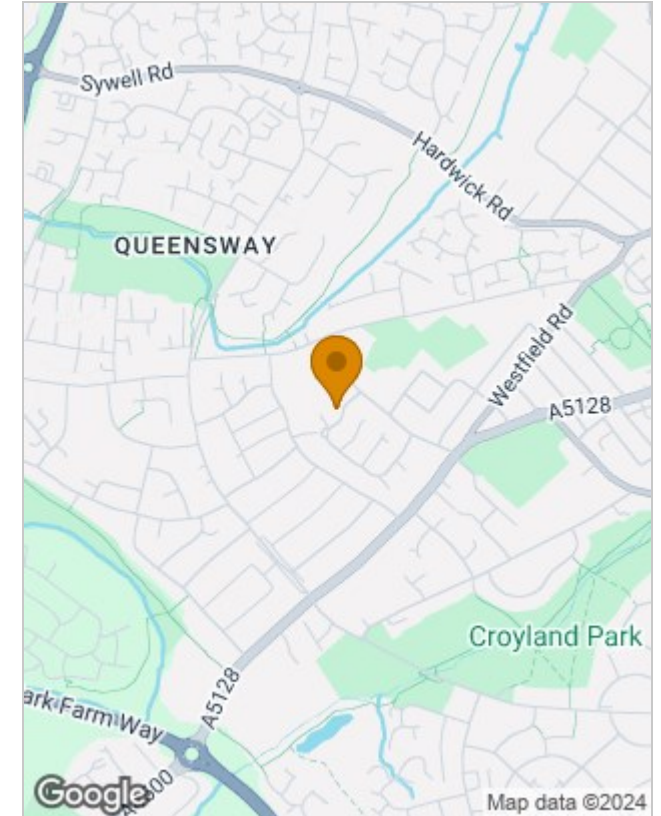 Sywell Rd
Hardwick Rd
QUEENSWAY
Westfield Rd
A5128
Croyland Park
A5128
ark Farm Way
Google
Map data ©2024